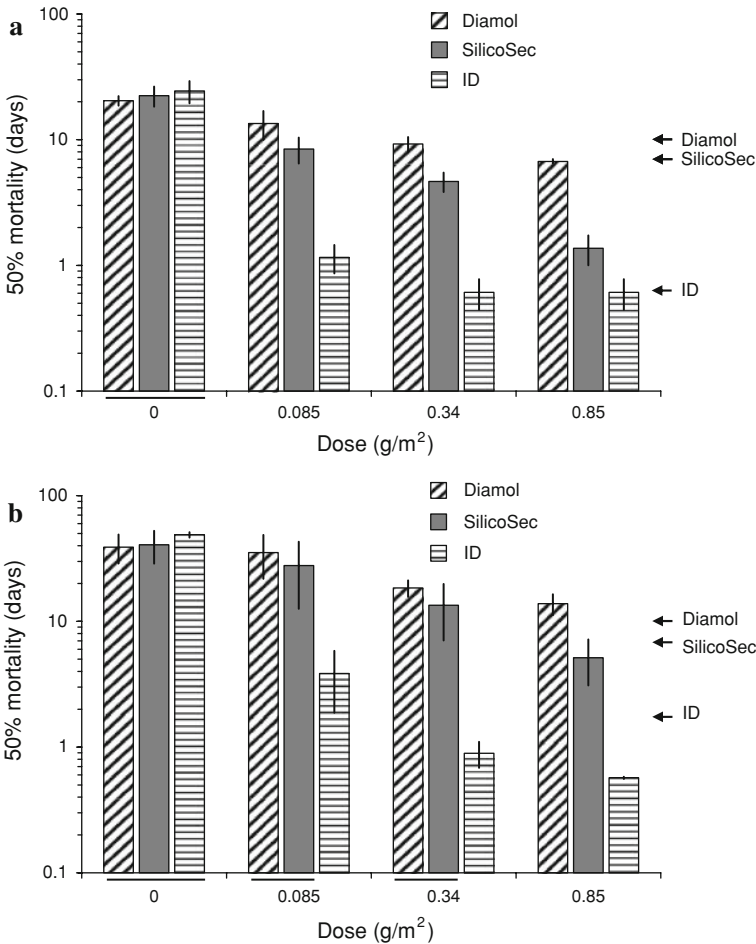 a
100
10
1
0.1
50% mortality (days)
Diamol
SilicoSec
ID
Diamol
SilicoSec
ID
0 0.085 0.34 0.85
Dose (g/m²)
b
100
10
1
0.1
50% mortality (days)
Diamol
SilicoSec
ID
Diamol
SilicoSec
ID
0 0.085 0.34 0.85
Dose (g/m²)